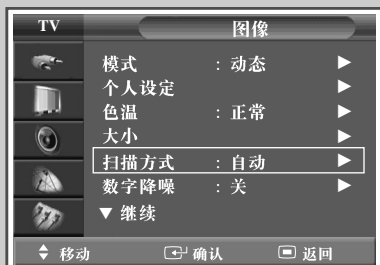 TV 图像
模式 : 动态 ▶
个人设定 ▶
色温 : 正常 ▶
大小 ▶
扫描方式 : 自动 ▶
数字降噪 : 关 ▶
▼ 继续
移动 确认 返回